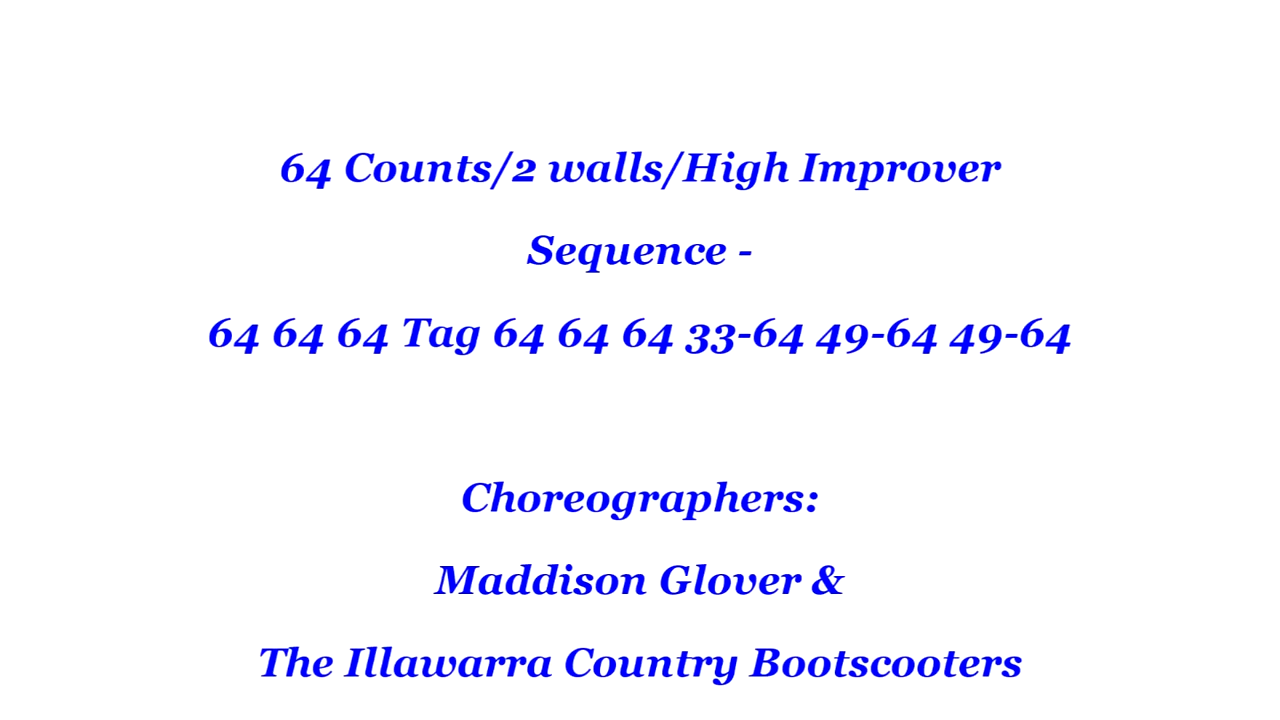 64 Counts/2 walls/High Improver
Sequence -
64 64 64 Tag 64 64 64 33-64 49-64 49-64
Choreographers:
Maddison Glover &
The Illawarra Country Bootscooters